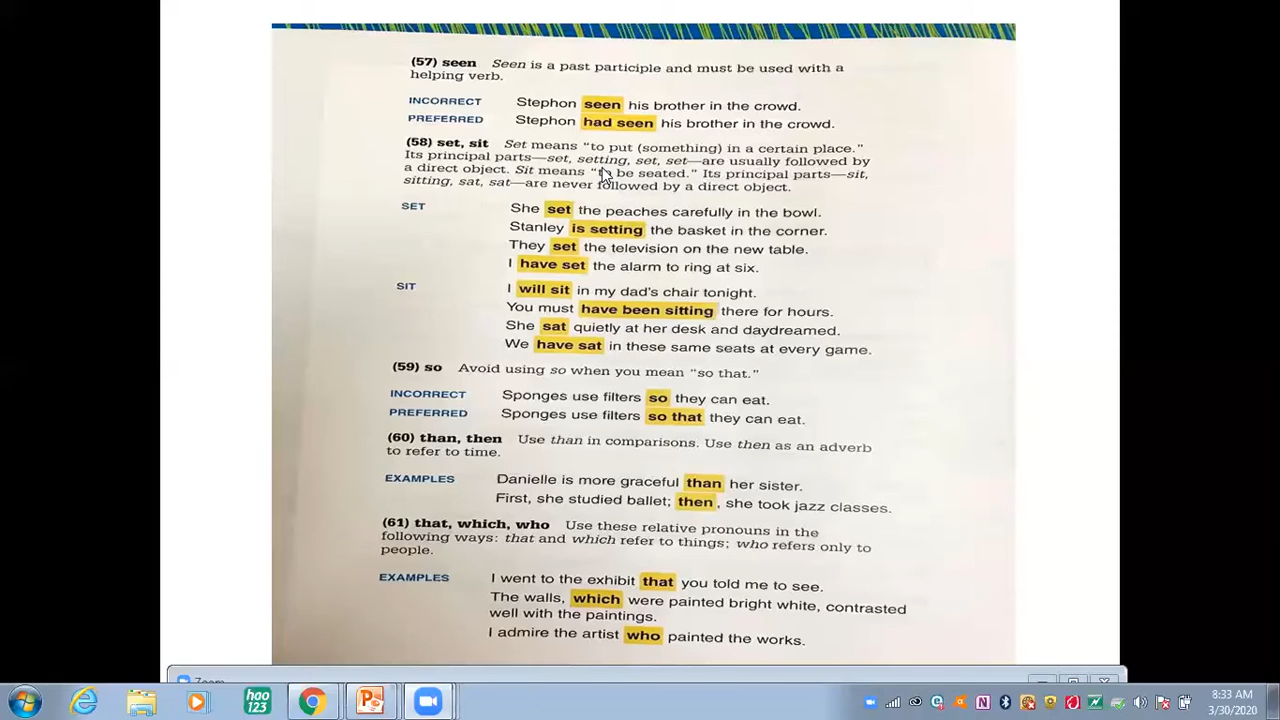 (57) seen Seen is a past participle and must be used with a
helping verb.
INCORRECT Stephon seen his brother in the crowd.
PREFERRED Stephon had seen his brother in the crowd.
(58) set, sit Set means “to put (something) in a certain place.”
Its principal parts—set, setting, set, set—are usually followed by
a direct object. Sit means “to be seated.” Its principal parts—sit,
sitting, sat, sat—are never followed by a direct object.
SET She set the peaches carefully in the bowl.
Stanley is setting the basket in the corner.
They set the television on the new table.
I have set the alarm to ring at six.
SIT I will sit in my dad’s chair tonight.
You must have been sitting there for hours.
She sat quietly at her desk and daydreamed.
We have sat in these same seats at every game.
(59) so Avoid using so when you mean “so that.”
INCORRECT Sponges use filters so they can eat.
PREFERRED Sponges use filters so that they can eat.
(60) than, then Use than in comparisons. Use then as an adverb
to refer to time.
EXAMPLES Danielle is more graceful than her sister.
First, she studied ballet; then, she took jazz classes.
(61) that, which, who Use these relative pronouns in the
following ways: that and which refer to things; who refers only to
people.
EXAMPLES I went to the exhibit that you told me to see.
The walls, which were painted bright white, contrasted
well with the paintings.
I admire the artist who painted the works.
Zoom
hao
123
8:33 AM
3/30/2020